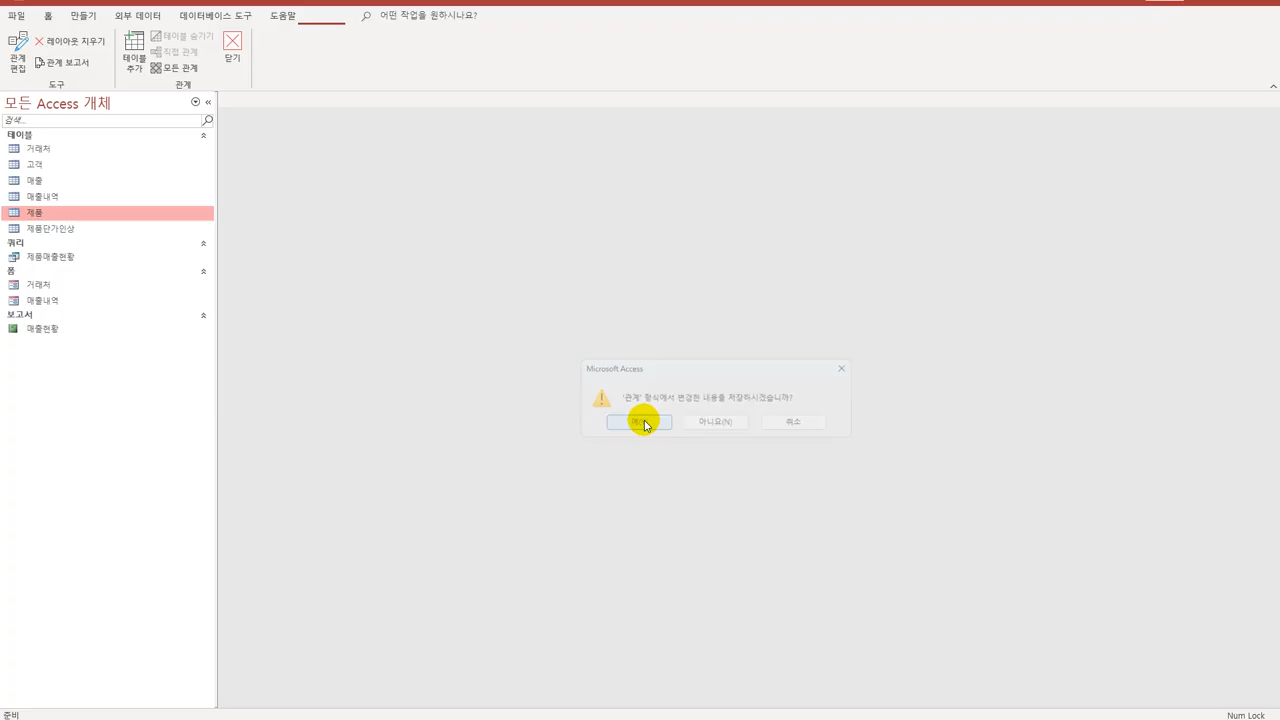 파일 홈 만들기 외부 데이터 데이터베이스 도구 도움말 어떤 작업을 원하시나요?
관계
편집
레이아웃 지우기
관계 보고서
도구
테이블
추가
테이블 숨기기
직접 관계
모든 관계
관계
닫기
모든 Access 개체
검색...
테이블
거래처
고객
매출
매출내역
제품
제품단가인상
쿼리
제품매출현황
폼
거래처
매출내역
보고서
매출현황
Microsoft Access
'관계' 형식에서 변경한 내용을 저장하시겠습니까?
아니요(N)
취소
준비
Num Lock